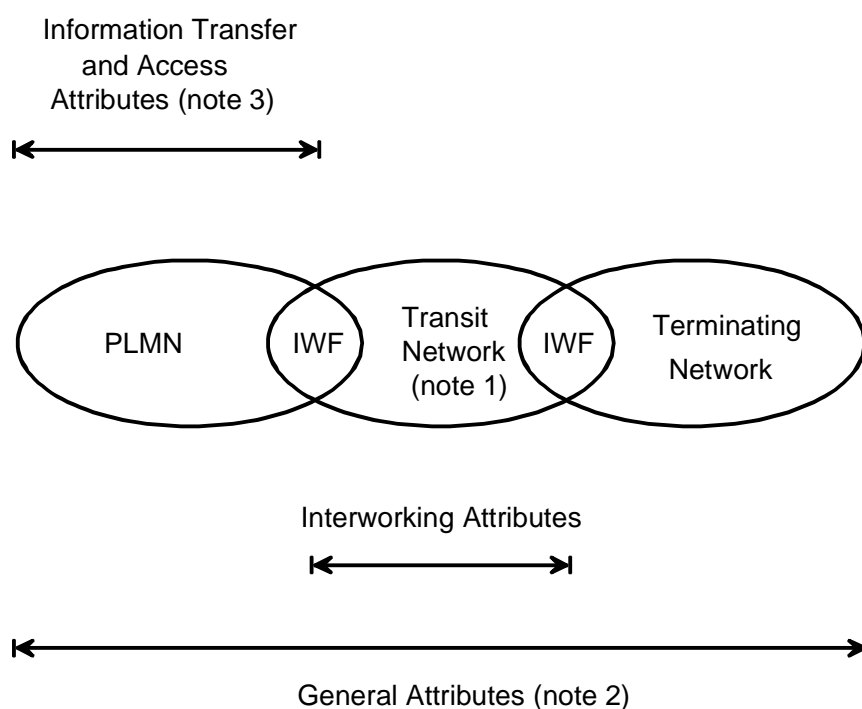 Information Transfer
and Access
Attributes (note 3)
PLMN
IWF
Transit
Network
(note 1)
IWF
Terminating
Network
Interworking Attributes
General Attributes (note 2)